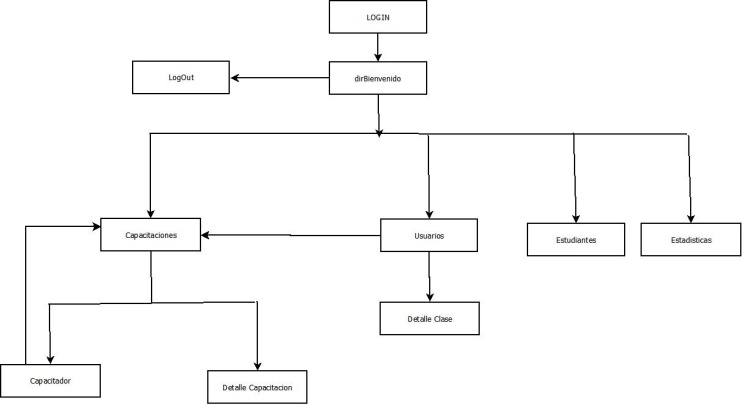 LOGIN
LogOut
dirBienvenido
Capacitaciones
Usuarios
Estudiantes
Estadisticas
Detalle Clase
Capacitador
Detalle Capacitacion